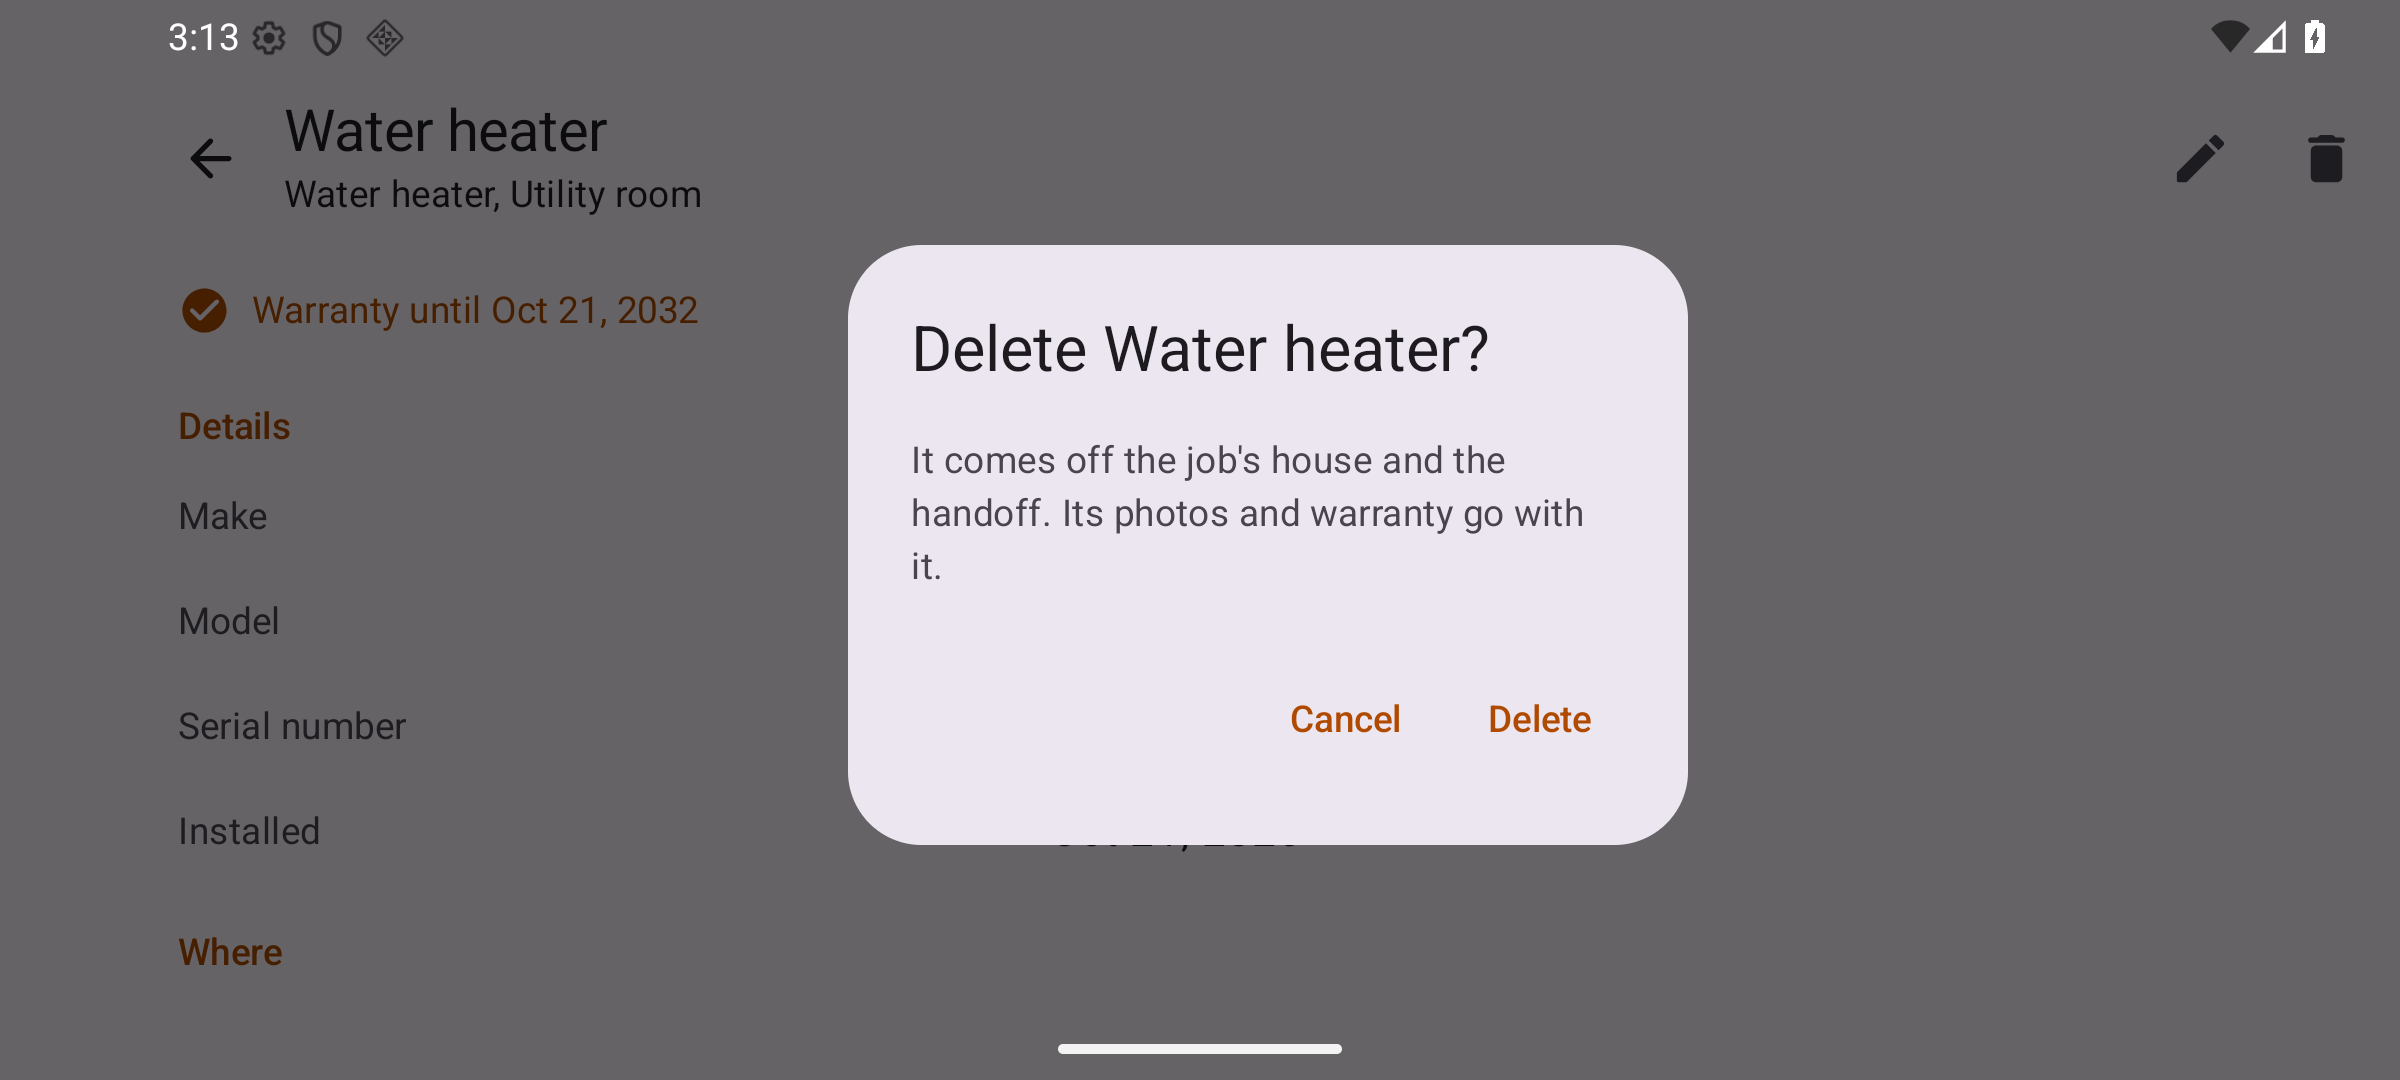 3:13
Water heater
Water heater, Utility room
Warranty until Oct 21, 2032
Details
Make
Model
Serial number
Installed
Where
Delete Water heater?
It comes off the job's house and the
handoff. Its photos and warranty go with
it.
Cancel
Delete